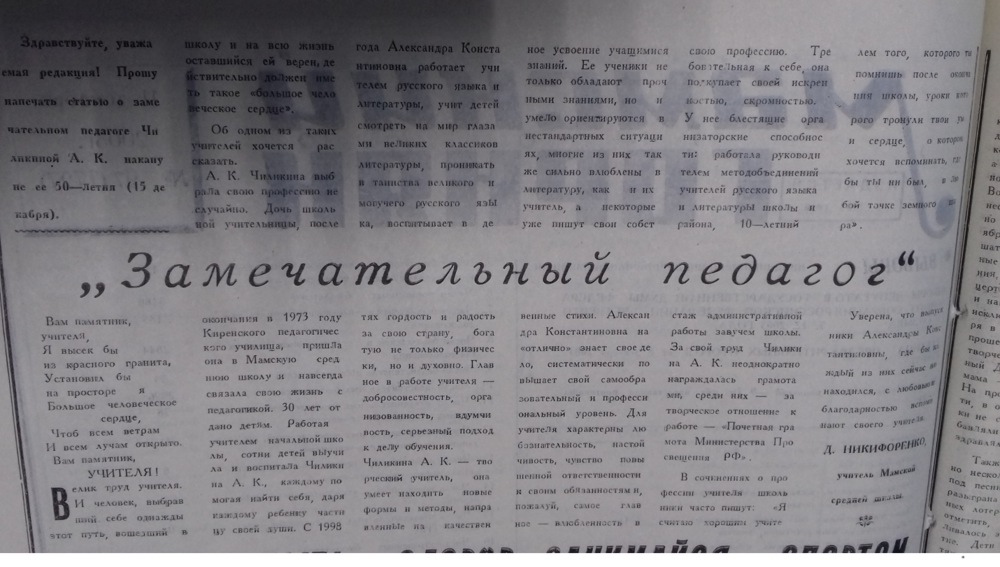 Здравствуйте, уважа
емая редакция! Прошу
напечать статью о заме
чательном педагоге Чи
ликиной А. К. накану
не ее 50—летия (15 де
кабря).
„Замечательный педагог“
Вам памятник,
учителя,
Я высек бы
из красного гранита,
Установил бы
на просторе я
Большое человеческое
сердце,
Чтоб всем ветрам
И всем лучам открыто.
Вам памятник,
УЧИТЕЛЯ!
Велик труд учителя.
И человек, выбрав
ший себе однажды
этот путь, вошедший в
школу и на всю жизнь
оставшийся ей верен, де
йствительно должен име
ть такое «большое чело
веческое сердце».
Об одном из таких
учителей хочется рас
сказать.
А. К. Чиликина выб
рала свою профессию не
случайно. Дочь школь
ной учительницы, после
окончания в 1973 году
Киренского педагогичес
кого училища, пришла
она в Мамскую сред
нюю школу и навсегда
связала свою жизнь с
педагогикой. 30 лет от
дано детям. Работая
учителем начальной шко
лы, сотни детей выучи
ла и воспитала Чилики
на А. К., каждому по
могая найти себя, даря
каждому ребенку части
цу своей души. С 1998
года Александра Конста
нтиновна работает учи
телем русского языка и
литературы, учит детей
смотреть на мир глаза
ми великих классиков
литературы, проникать
в таинства великого и
могучего русского язы
ка, воспитывает в де
тях гордость и радость
за свою страну, бога
тую не только физичес
ки, но и духовно. Глав
ное в работе учителя —
добросовестность, орга
низованность, вдумчи
вость, серьезный подход
к делу обучения.
Чиликина А. К. — тво
рческий учитель, она
умеет находить новые
формы и методы, напра
вленные на качествен
ное усвоение учащимися
знаний. Ее ученики не
только обладают проч
ными знаниями, но и
умело ориентируются в
нестандартных ситуаци
ях, многие из них так
же сильно влюблены в
литературу, как и их
учитель, а некоторые
уже пишут свои собст
венные стихи. Алексан
дра Константиновна на
«отлично» знает свое де
ло, систематически по
вышает свой самообра
зовательный и професси
ональный уровень. Для
учителя характерны лю
бознательность, настой
чивость, чувство повы
шенной ответственности
к своим обязанностям и,
пожалуй, самое глав
ное — влюбленность в
свою профессию. Тре
бовательная к себе, она
подкупает своей искрен
ностью, скромностью.
У нее блестящие орга
низаторские способнос
ти: работала руководи
телем методобъединений
учителей русского языка
и литературы школы и
района, 10—летний
стаж административной
работы завучем школы.
За свой труд Чилики
на А. К. неоднократно
награждалась грамота
ми, среди них — за
творческое отношение к
работе — «Почетная гра
мота Министерства Про
свещения РФ».
В сочинениях о про
фессии учителя школь
ники часто пишут: «Я
считаю хорошим учите
лем того, которого ты
помнишь после оконча
ния школы, уроки кото
рого тронули твои ум
и сердце, о котором
хочется вспоминать, где
бы ты ни был, в лю
бой точке земного ша
ра».
Уверена, что выпуск
ники Александры Конс
тантиновны, где бы ка
ждый из них сейчас ни
находился, с любовью и
благодарностью вспоми
нают своего учителя.
Д. НИКИФОРЕНКО,
учитель Мамской
средней школы.